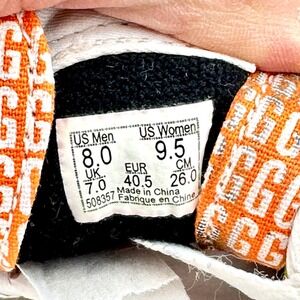 US Men US Women
8.0 9.5
UK EUR CM
7.0 40.5 26.0
508357 Made in China
Fabrique en Chine
G G G
G G G